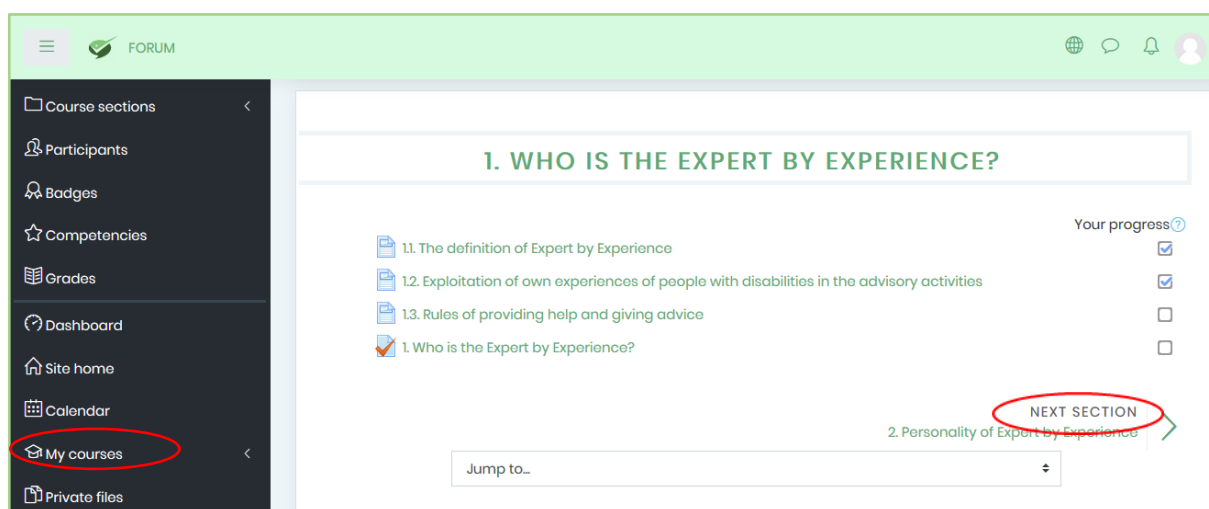 FORUM
Course sections
Participants
Badges
Competencies
Grades
Dashboard
Site home
Calendar
My courses
Private files
1. WHO IS THE EXPERT BY EXPERIENCE?
Your progress
1.1. The definition of Expert by Experience
1.2. Exploitation of own experiences of people with disabilities in the advisory activities
1.3. Rules of providing help and giving advice
1. Who is the Expert by Experience?
NEXT SECTION
2. Personality of Expert by Experience
Jump to...